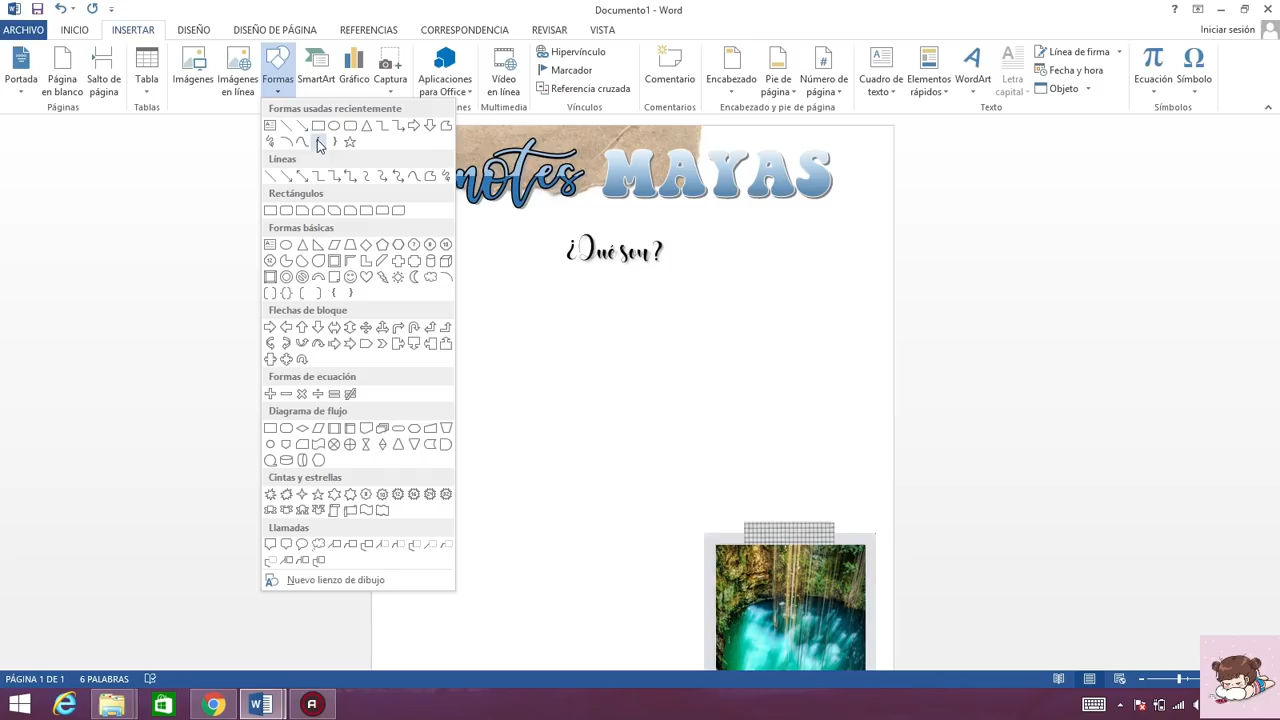 Documento1 - Word
ARCHIVO INICIO INSERTAR DISEÑO DISEÑO DE PÁGINA REFERENCIAS CORRESPONDENCIA REVISAR VISTA Iniciar sesión
Portada Página en blanco Salto de página
Tabla
Imágenes Imágenes en línea Formas SmartArt Gráfico Captura
Aplicaciones para Office
Vídeo en línea
Hipervínculo
Marcador
Referencia cruzada
Comentario
Encabezado Pie de página Número de página
Cuadro de texto Elementos rápidos WordArt Letra capital
Línea de firma
Fecha y hora
Objeto
Ecuación Símbolo
Páginas Tablas Multimedia Vínculos Comentarios Encabezado y pie de página Texto Símbolos
Formas usadas recientemente
Líneas
Rectángulos
Formas básicas
Flechas de bloque
Formas de ecuación
Diagrama de flujo
Cintas y estrellas
Llamadas
Nuevo lienzo de dibujo
MAYAS
¿Qué son?
PÁGINA 1 DE 1 6 PALABRAS